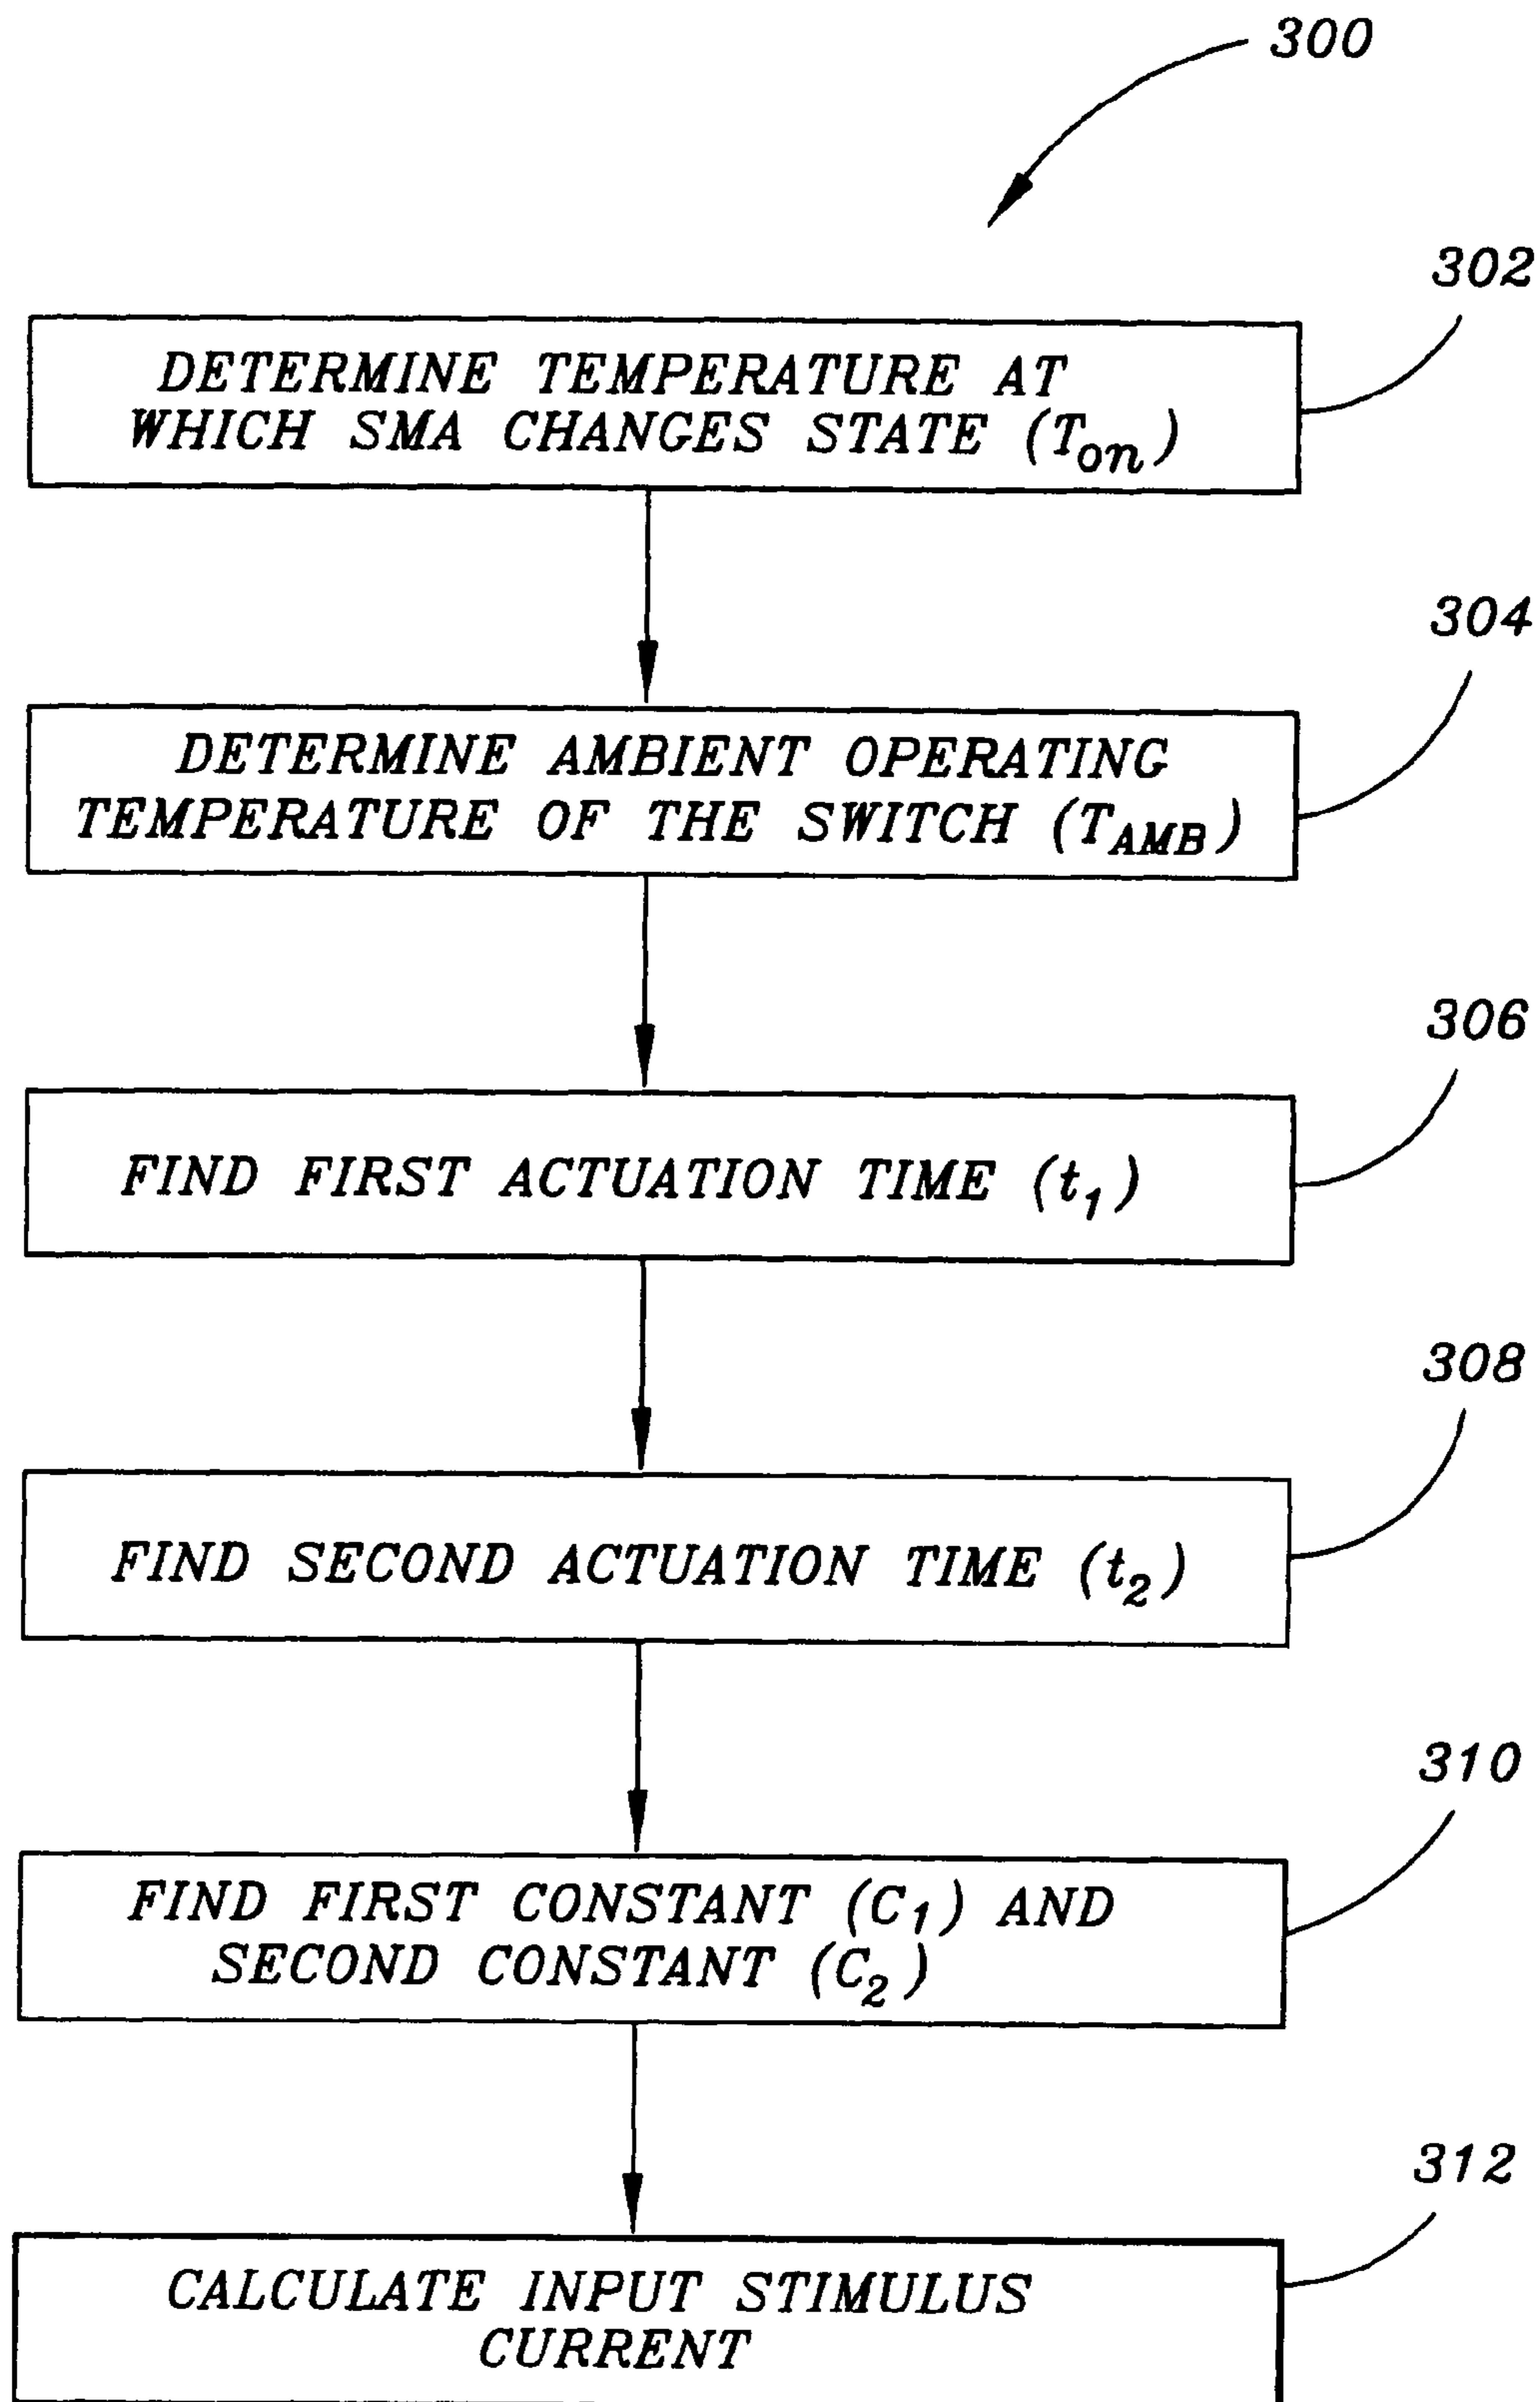 300
302
DETERMINE TEMPERATURE AT
WHICH SMA CHANGES STATE (Ton)
304
DETERMINE AMBIENT OPERATING
TEMPERATURE OF THE SWITCH (TAMB)
306
FIND FIRST ACTUATION TIME (t1)
308
FIND SECOND ACTUATION TIME (t2)
310
FIND FIRST CONSTANT (C1) AND
SECOND CONSTANT (C2)
312
CALCULATE INPUT STIMULUS
CURRENT